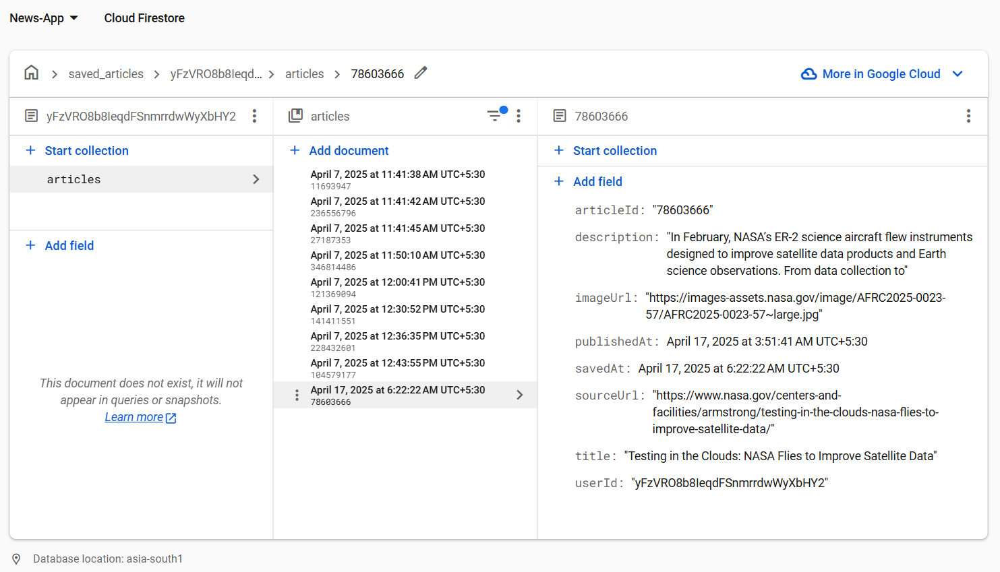 News-App
Cloud Firestore
saved_articles
yFzVRO8b8Ieqd...
articles
78603666
More in Google Cloud
yFzVRO8b8IeqdFSnmrrdwWyXbHY2
Start collection
articles
Add field
This document does not exist, it will not
appear in queries or snapshots.
Learn more
articles
Add document
April 7, 2025 at 11:41:38 AM UTC+5:30
11693947
April 7, 2025 at 11:41:42 AM UTC+5:30
236556796
April 7, 2025 at 11:41:45 AM UTC+5:30
27187353
April 7, 2025 at 11:50:10 AM UTC+5:30
346814486
April 7, 2025 at 12:00:41 PM UTC+5:30
121369094
April 7, 2025 at 12:30:52 PM UTC+5:30
141411551
April 7, 2025 at 12:36:35 PM UTC+5:30
228432601
April 7, 2025 at 12:43:55 PM UTC+5:30
104579177
April 17, 2025 at 6:22:22 AM UTC+5:30
78603666
78603666
Start collection
Add field
articleId: "78603666"
description: "In February, NASA’s ER-2 science aircraft flew instruments
designed to improve satellite data products and Earth
science observations. From data collection to"
imageUrl: "https://images-assets.nasa.gov/image/AFRC2025-0023-
57/AFRC2025-0023-57~large.jpg"
publishedAt: April 17, 2025 at 3:51:41 AM UTC+5:30
savedAt: April 17, 2025 at 6:22:22 AM UTC+5:30
sourceUrl: "https://www.nasa.gov/centers-and-
facilities/armstrong/testing-in-the-clouds-nasa-flies-to-
improve-satellite-data/"
title: "Testing in the Clouds: NASA Flies to Improve Satellite Data"
userId: "yFzVRO8b8IeqdFSnmrrdwWyXbHY2"
Database location: asia-south1